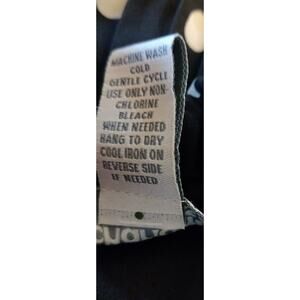 MACHINE WASH
COLD
GENTLE CYCLE
USE ONLY NON-
CHLORINE
BLEACH
WHEN NEEDED
HANG TO DRY
COOL IRON ON
REVERSE SIDE
IF NEEDED